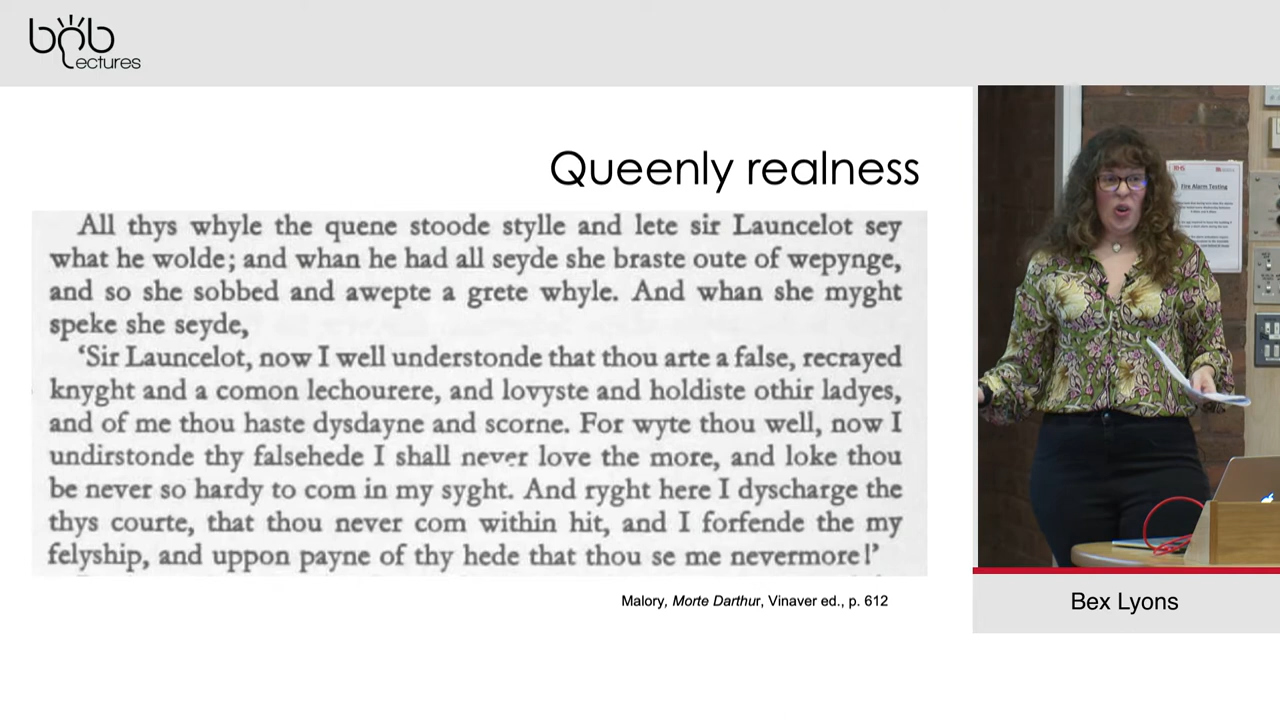 bob
Lectures
Queenly realness
All thys whyle the quene stoode stylle and lete sir Launcelot sey
what he wolde; and whan he had all seyde she braste oute of wepynge,
and so she sobbed and awepte a grete whyle. And whan she myght
speke she seyde,
‘Sir Launcelot, now I well understonde that thou arte a false, recrayed
knyght and a comon lechourere, and lovyste and holdiste othir ladyes,
and of me thou haste dysdayne and scorne. For wyte thou well, now I
undirstonde thy falsehede I shall never love the more, and loke thou
be never so hardy to com in my syght. And ryght here I dyscharge the
thys courte, that thou never com within hit, and I forfende the my
felyship, and uppon payne of thy hede that thou se me nevermore!’
Malory, Morte Darthur, Vinaver ed., p. 612
RHS
Fire Alarm Testing
Bex Lyons